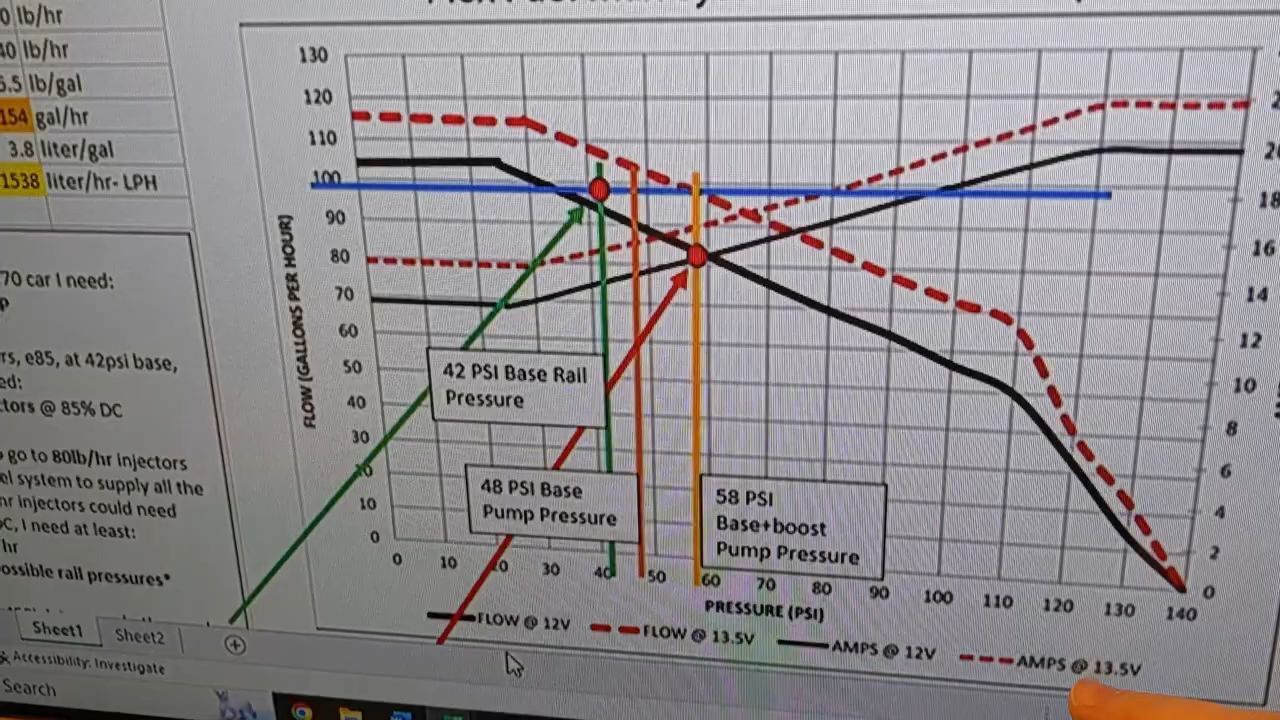 0 lb/hr
40 lb/hr
6.5 lb/gal
154 gal/hr
3.8 liter/gal
1538 liter/hr- LPH
70 car I need:
P
rs, e85, at 42psi base,
ed:
ctors @ 85% DC
go to 80lb/hr injectors
el system to supply all the
hr injectors could need
DC, I need at least:
hr
ossible rail pressures*
130
120
110
100
90
80
70
60
50
40
30
20
10
0
FLOW (GALLONS PER HOUR)
20
18
16
14
12
10
8
6
4
2
0
42 PSI Base Rail
Pressure
48 PSI Base
Pump Pressure
58 PSI
Base+boost
Pump Pressure
0 10 20 30 40 50 60 70 80 90 100 110 120 130 140
PRESSURE (PSI)
FLOW @ 12V FLOW @ 13.5V AMPS @ 12V AMPS @ 13.5V
Sheet1 Sheet2
Accessibility: Investigate
Search